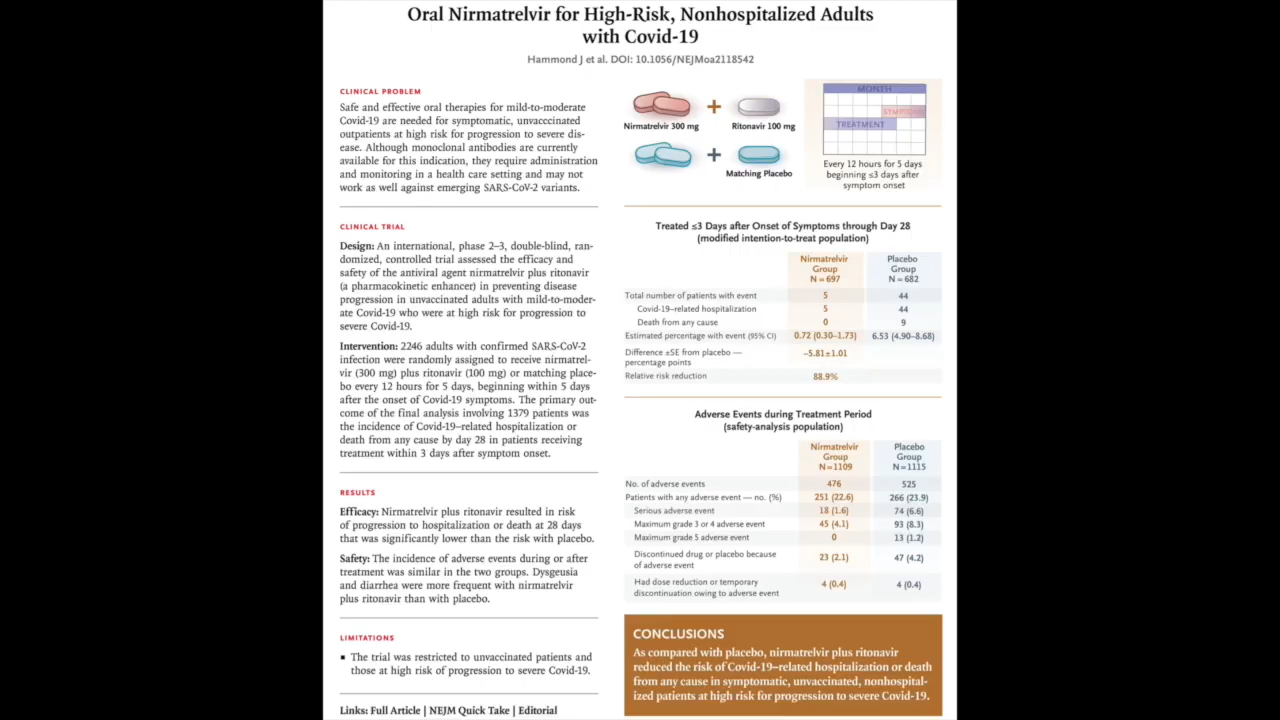 Oral Nirmatrelvir for High-Risk, Nonhospitalized Adults
with Covid-19
Hammond J et al. DOI: 10.1056/NEJMoa2118542
CLINICAL PROBLEM
Safe and effective oral therapies for mild-to-moderate
Covid-19 are needed for symptomatic, unvaccinated
outpatients at high risk for progression to severe dis-
ease. Although monoclonal antibodies are currently
available for this indication, they require administration
and monitoring in a health care setting and may not
work as well against emerging SARS-CoV-2 variants.
CLINICAL TRIAL
Design: An international, phase 2–3, double-blind, ran-
domized, controlled trial assessed the efficacy and
safety of the antiviral agent nirmatrelvir plus ritonavir
(a pharmacokinetic enhancer) in preventing disease
progression in unvaccinated adults with mild-to-moder-
ate Covid-19 who were at high risk for progression to
severe Covid-19.
Intervention: 2246 adults with confirmed SARS-CoV-2
infection were randomly assigned to receive nirmatrel-
vir (300 mg) plus ritonavir (100 mg) or matching place-
bo every 12 hours for 5 days, beginning within 5 days
after the onset of Covid-19 symptoms. The primary out-
come of the final analysis involving 1379 patients was
the incidence of Covid-19–related hospitalization or
death from any cause by day 28 in patients receiving
treatment within 3 days after symptom onset.
RESULTS
Efficacy: Nirmatrelvir plus ritonavir resulted in risk
of progression to hospitalization or death at 28 days
that was significantly lower than the risk with placebo.
Safety: The incidence of adverse events during or after
treatment was similar in the two groups. Dysgeusia
and diarrhea were more frequent with nirmatrelvir
plus ritonavir than with placebo.
LIMITATIONS
▪ The trial was restricted to unvaccinated patients and
those at high risk of progression to severe Covid-19.
Links: Full Article | NEJM Quick Take | Editorial
+
Nirmatrelvir 300 mg Ritonavir 100 mg
+
Matching Placebo
MONTH
SYMPTOMS
TREATMENT
Every 12 hours for 5 days
beginning ≤3 days after
symptom onset
Treated ≤3 Days after Onset of Symptoms through Day 28
(modified intention-to-treat population)
Nirmatrelvir Placebo
Group Group
N = 697 N = 682
Total number of patients with event 5 44
Covid-19–related hospitalization 5 44
Death from any cause 0 9
Estimated percentage with event (95% CI) 0.72 (0.30–1.73) 6.53 (4.90–8.68)
Difference ±SE from placebo —
percentage points −5.81±1.01
Relative risk reduction 88.9%
Adverse Events during Treatment Period
(safety-analysis population)
Nirmatrelvir Placebo
Group Group
N=1109 N=1115
No. of adverse events 476 525
Patients with any adverse event — no. (%) 251 (22.6) 266 (23.9)
Serious adverse event 18 (1.6) 74 (6.6)
Maximum grade 3 or 4 adverse event 45 (4.1) 93 (8.3)
Maximum grade 5 adverse event 0 13 (1.2)
Discontinued drug or placebo because
of adverse event 23 (2.1) 47 (4.2)
Had dose reduction or temporary
discontinuation owing to adverse event 4 (0.4) 4 (0.4)
CONCLUSIONS
As compared with placebo, nirmatrelvir plus ritonavir
reduced the risk of Covid-19–related hospitalization or death
from any cause in symptomatic, unvaccinated, nonhospital-
ized patients at high risk for progression to severe Covid-19.